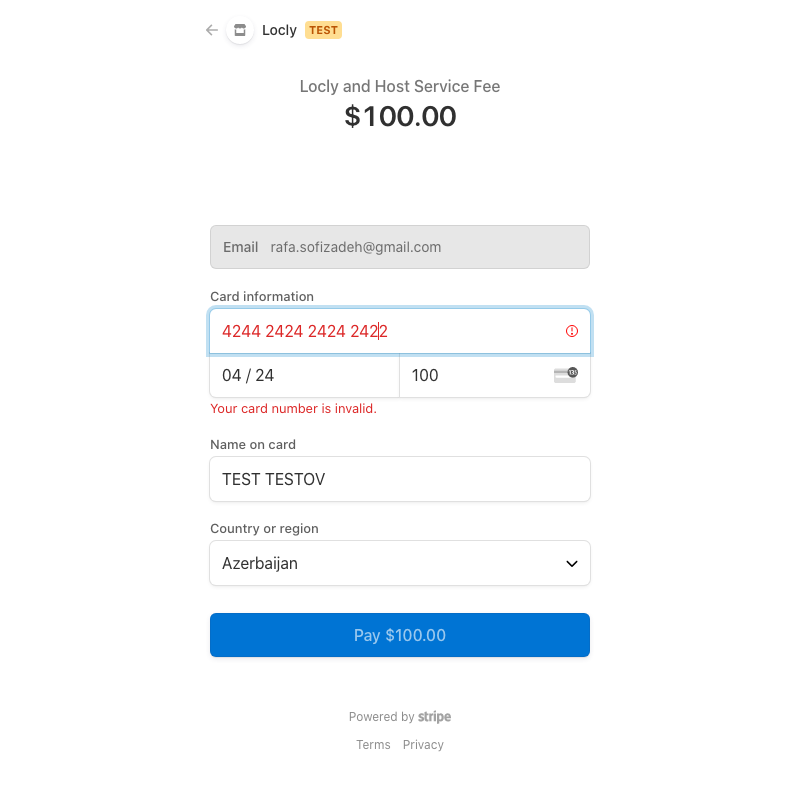 Locly TEST
Locly and Host Service Fee
$100.00
Email rafa.sofizadeh@gmail.com
Card information
4244 2424 2424 2422
04 / 24 100
Your card number is invalid.
Name on card
TEST TESTOV
Country or region
Azerbaijan
Pay $100.00
Powered by stripe
Terms Privacy